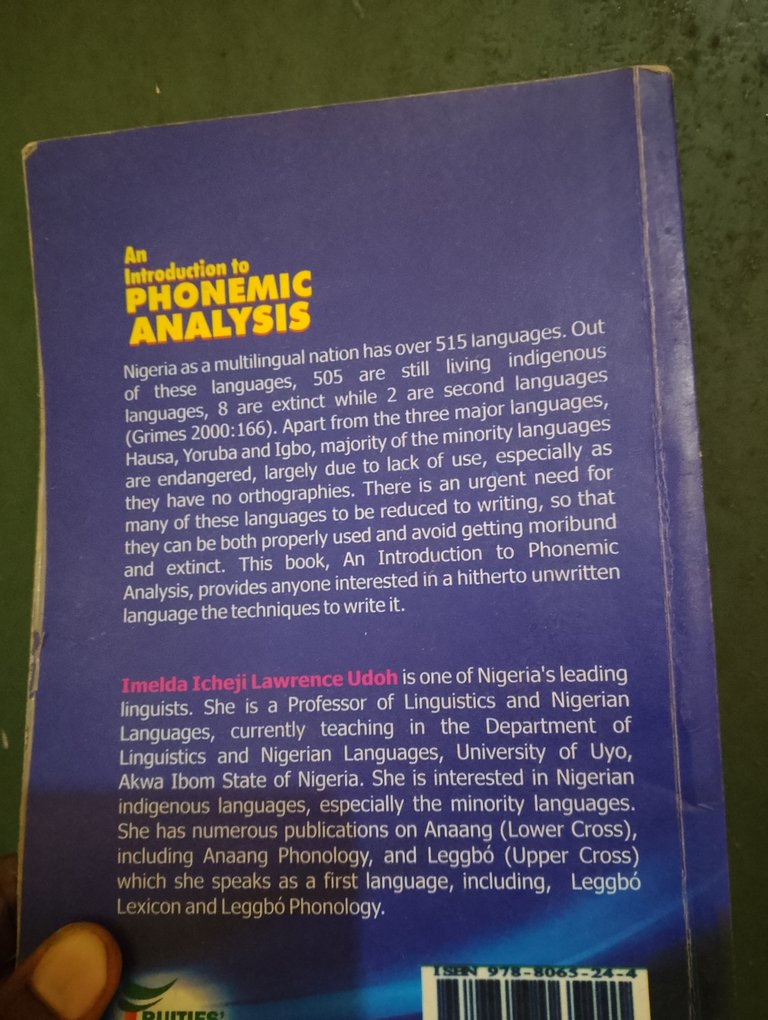 An
Introduction to
PHONEMIC
ANALYSIS
Nigeria as a multilingual nation has over 515 languages. Out
of these languages, 505 are still living indigenous
languages, 8 are extinct while 2 are second languages
(Grimes 2000:166). Apart from the three major languages,
Hausa, Yoruba and Igbo, majority of the minority languages
are endangered, largely due to lack of use, especially as
they have no orthographies. There is an urgent need for
many of these languages to be reduced to writing, so that
they can be both properly used and avoid getting moribund
and extinct. This book, An Introduction to Phonemic
Analysis, provides anyone interested in a hitherto unwritten
language the techniques to write it.
Imelda Icheji Lawrence Udoh is one of Nigeria's leading
linguists. She is a Professor of Linguistics and Nigerian
Languages, currently teaching in the Department of
Linguistics and Nigerian Languages, University of Uyo,
Akwa Ibom State of Nigeria. She is interested in Nigerian
indigenous languages, especially the minority languages.
She has numerous publications on Anaang (Lower Cross),
including Anaang Phonology, and Leggbó (Upper Cross)
which she speaks as a first language, including, Leggbó
Lexicon and Leggbó Phonology.
ISBN 978-8065-24-4